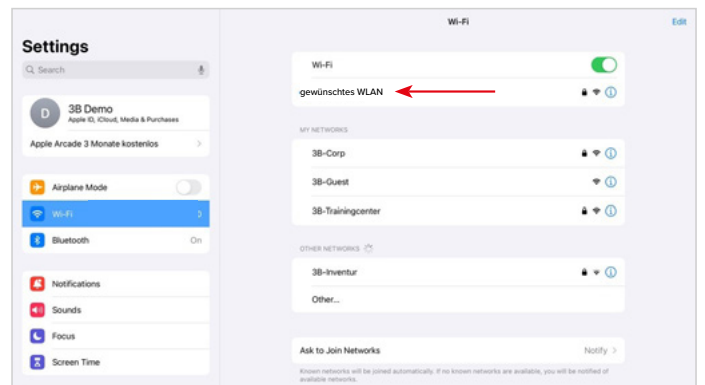 Wi-Fi
Edit
Settings
Search
D
3B Demo
Apple ID, iCloud, Media & Purchases
Apple Arcade 3 Monate kostenlos
Airplane Mode
Wi-Fi
Bluetooth
On
Notifications
Sounds
Focus
Screen Time
Wi-Fi
gewünschtes WLAN
MY NETWORKS
3B-Corp
3B-Guest
3B-Trainingcenter
OTHER NETWORKS
3B-Inventur
Other...
Ask to Join Networks
Notify
Known networks will be joined automatically. If no known networks are available, you will be notified of
available networks.